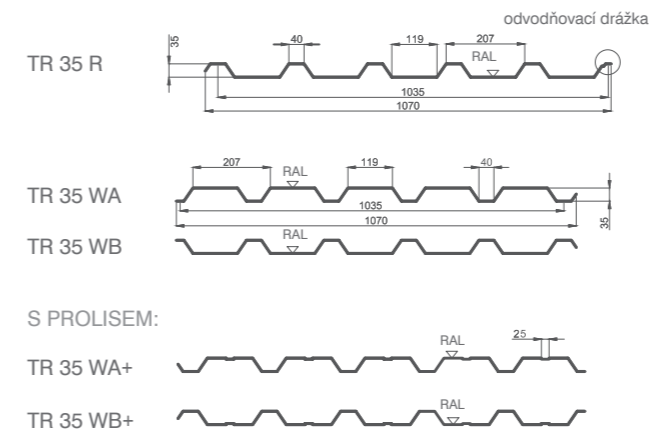 odvodňovací drážka
TR 35 R
35
40
119
207
RAL
1035
1070
TR 35 WA
207
RAL
119
40
1035
35
1070
TR 35 WB
RAL
S PROLISEM:
TR 35 WA+
RAL
25
TR 35 WB+
RAL